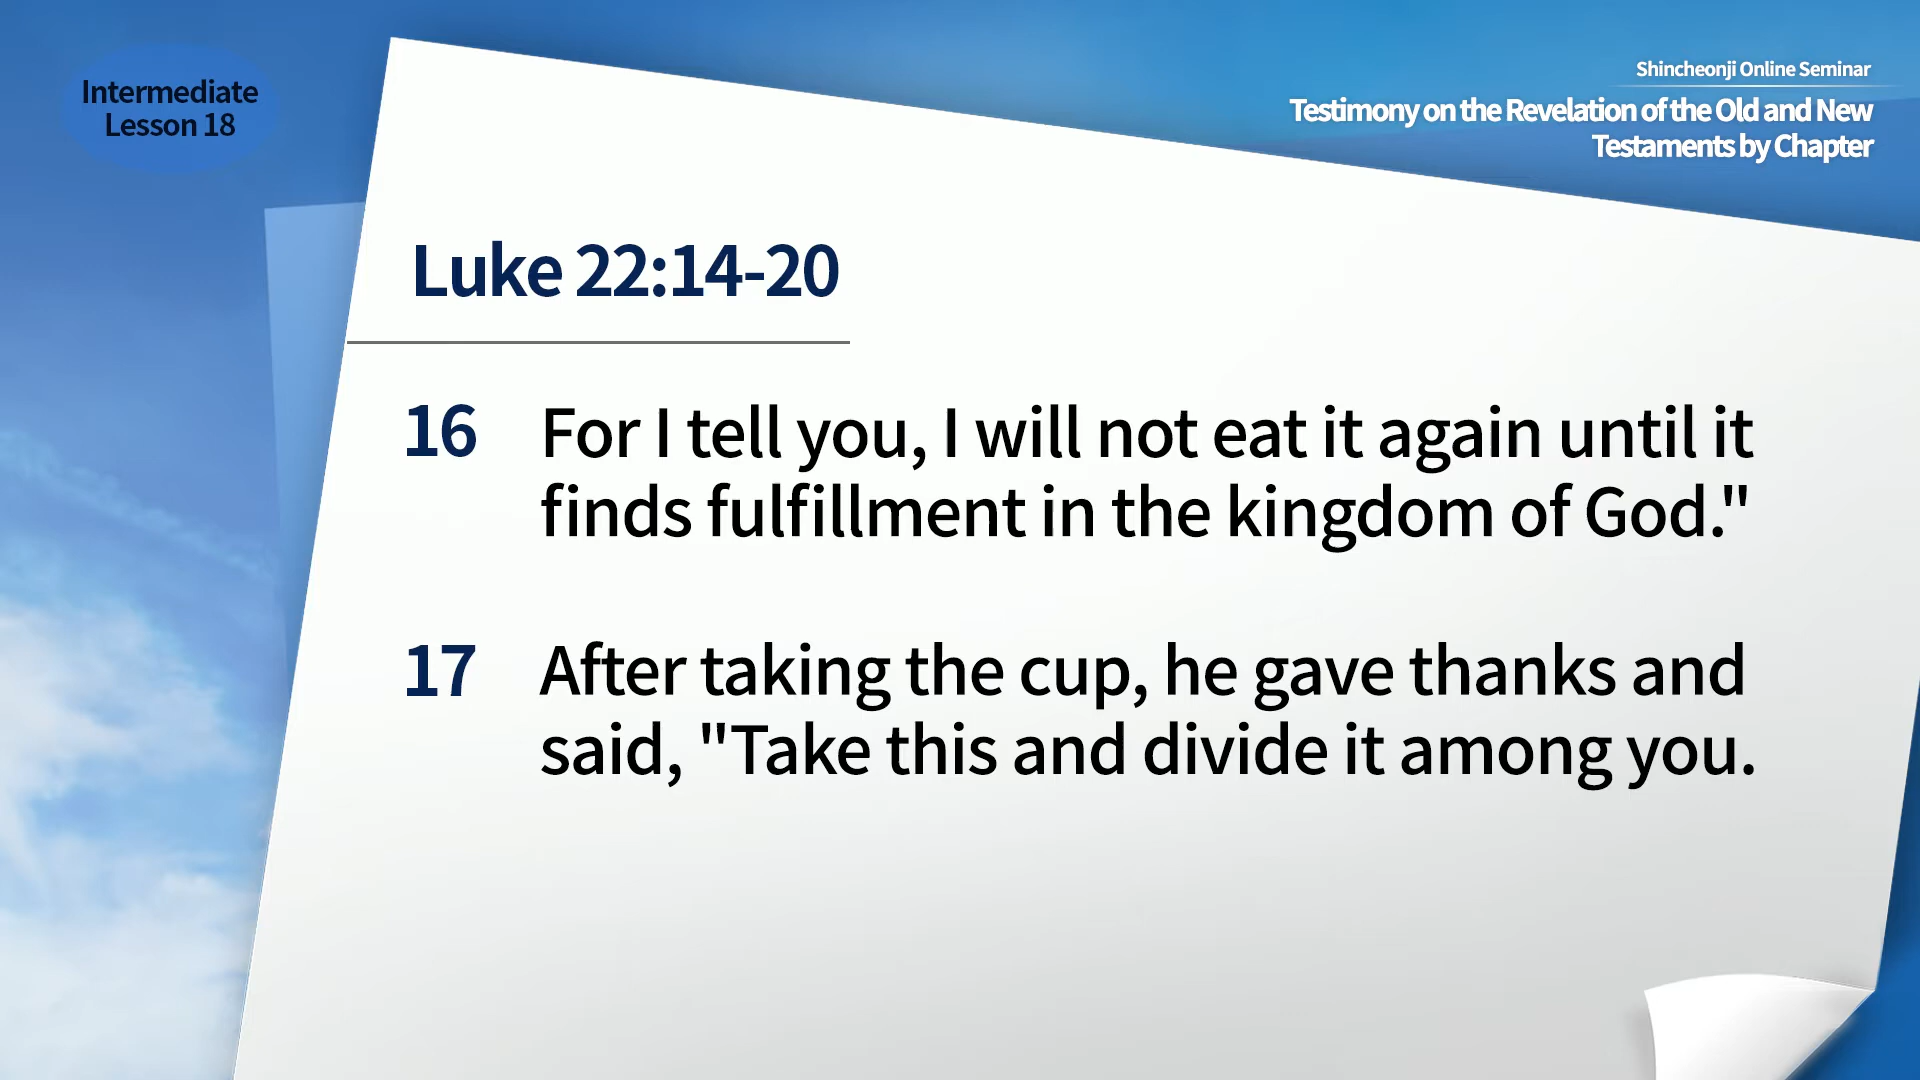 Intermediate
Lesson 18
Shincheonji Online Seminar
Testimony on the Revelation of the Old and New
Testaments by Chapter
Luke 22:14-20
16 For I tell you, I will not eat it again until it
finds fulfillment in the kingdom of God."
17 After taking the cup, he gave thanks and
said, "Take this and divide it among you.